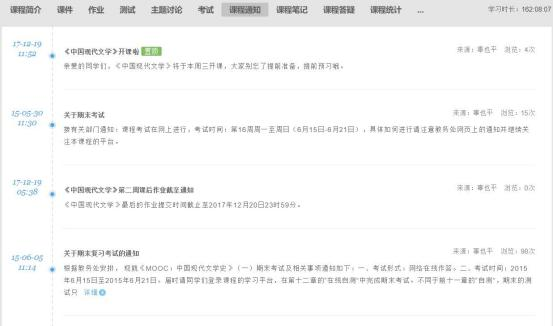 课程简介 课件 作业 测试 主题讨论 考试 课程通知 课程笔记 课程答疑 课程统计 ... 学习时长：162:08:07
17-12-19
11:52
《中国现代文学》开课啦 置顶 来源：辜也平 浏览：4次
亲爱的同学们，《中国现代文学》将于本周三开课，大家别忘了提前准备，提前预习哦。
15-05-30
11:30
关于期末考试 来源：辜也平 浏览：15次
接有关部门通知：课程考试在网上进行，考试时间：第16周周一至周日（6月15日-6月21日），具体如何进行请注意教务处网页上的通知并继续关
注本课程的平台。
17-12-19
05:38
《中国现代文学》第二周课后作业截至通知 来源：辜也平 浏览：0次
《中国现代文学》最后的作业提交时间截止至2017年12月20日23时59分。
15-06-05
11:14
关于期末复习考试的通知 来源：辜也平 浏览：98次
根据教务处安排，现就《MOOC：中国现代文学史》（一）期末考试及相关事项通知如下：一、考试形式：网络在线作答。二、考试时间：2015
年6月15日至2015年6月21日，届时请同学们登录课程的学习平台，在第十二章的“在线自测”中完成期末考试。不同于前十一章的“自测”，期末的测
试只 详细